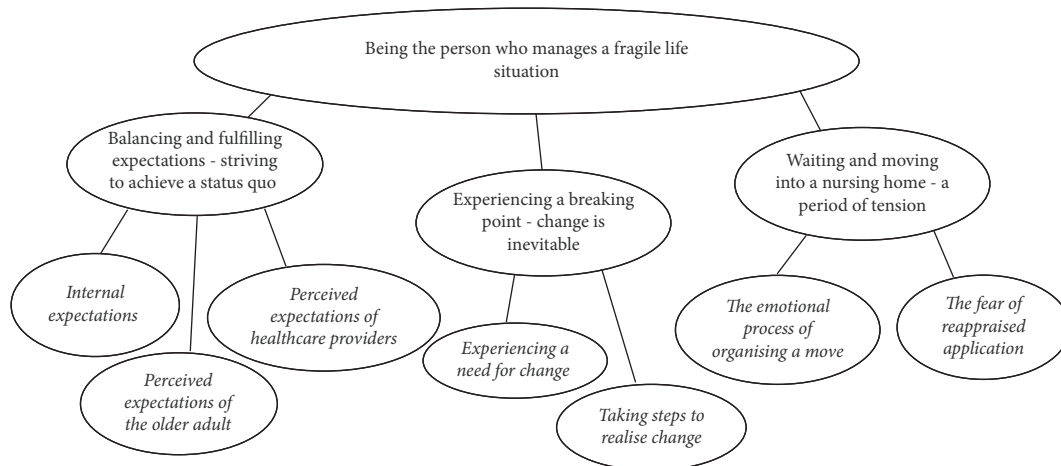 Being the person who manages a fragile life
situation
Balancing and fulfilling
expectations - striving
to achieve a status quo
Experiencing a breaking
point - change is
inevitable
Waiting and moving
into a nursing home - a
period of tension
Internal
expectations
Perceived
expectations of
the older adult
Perceived
expectations of
healthcare providers
Experiencing a
need for change
Taking steps to
realise change
The emotional
process of
organising a move
The fear of
reappraised
application